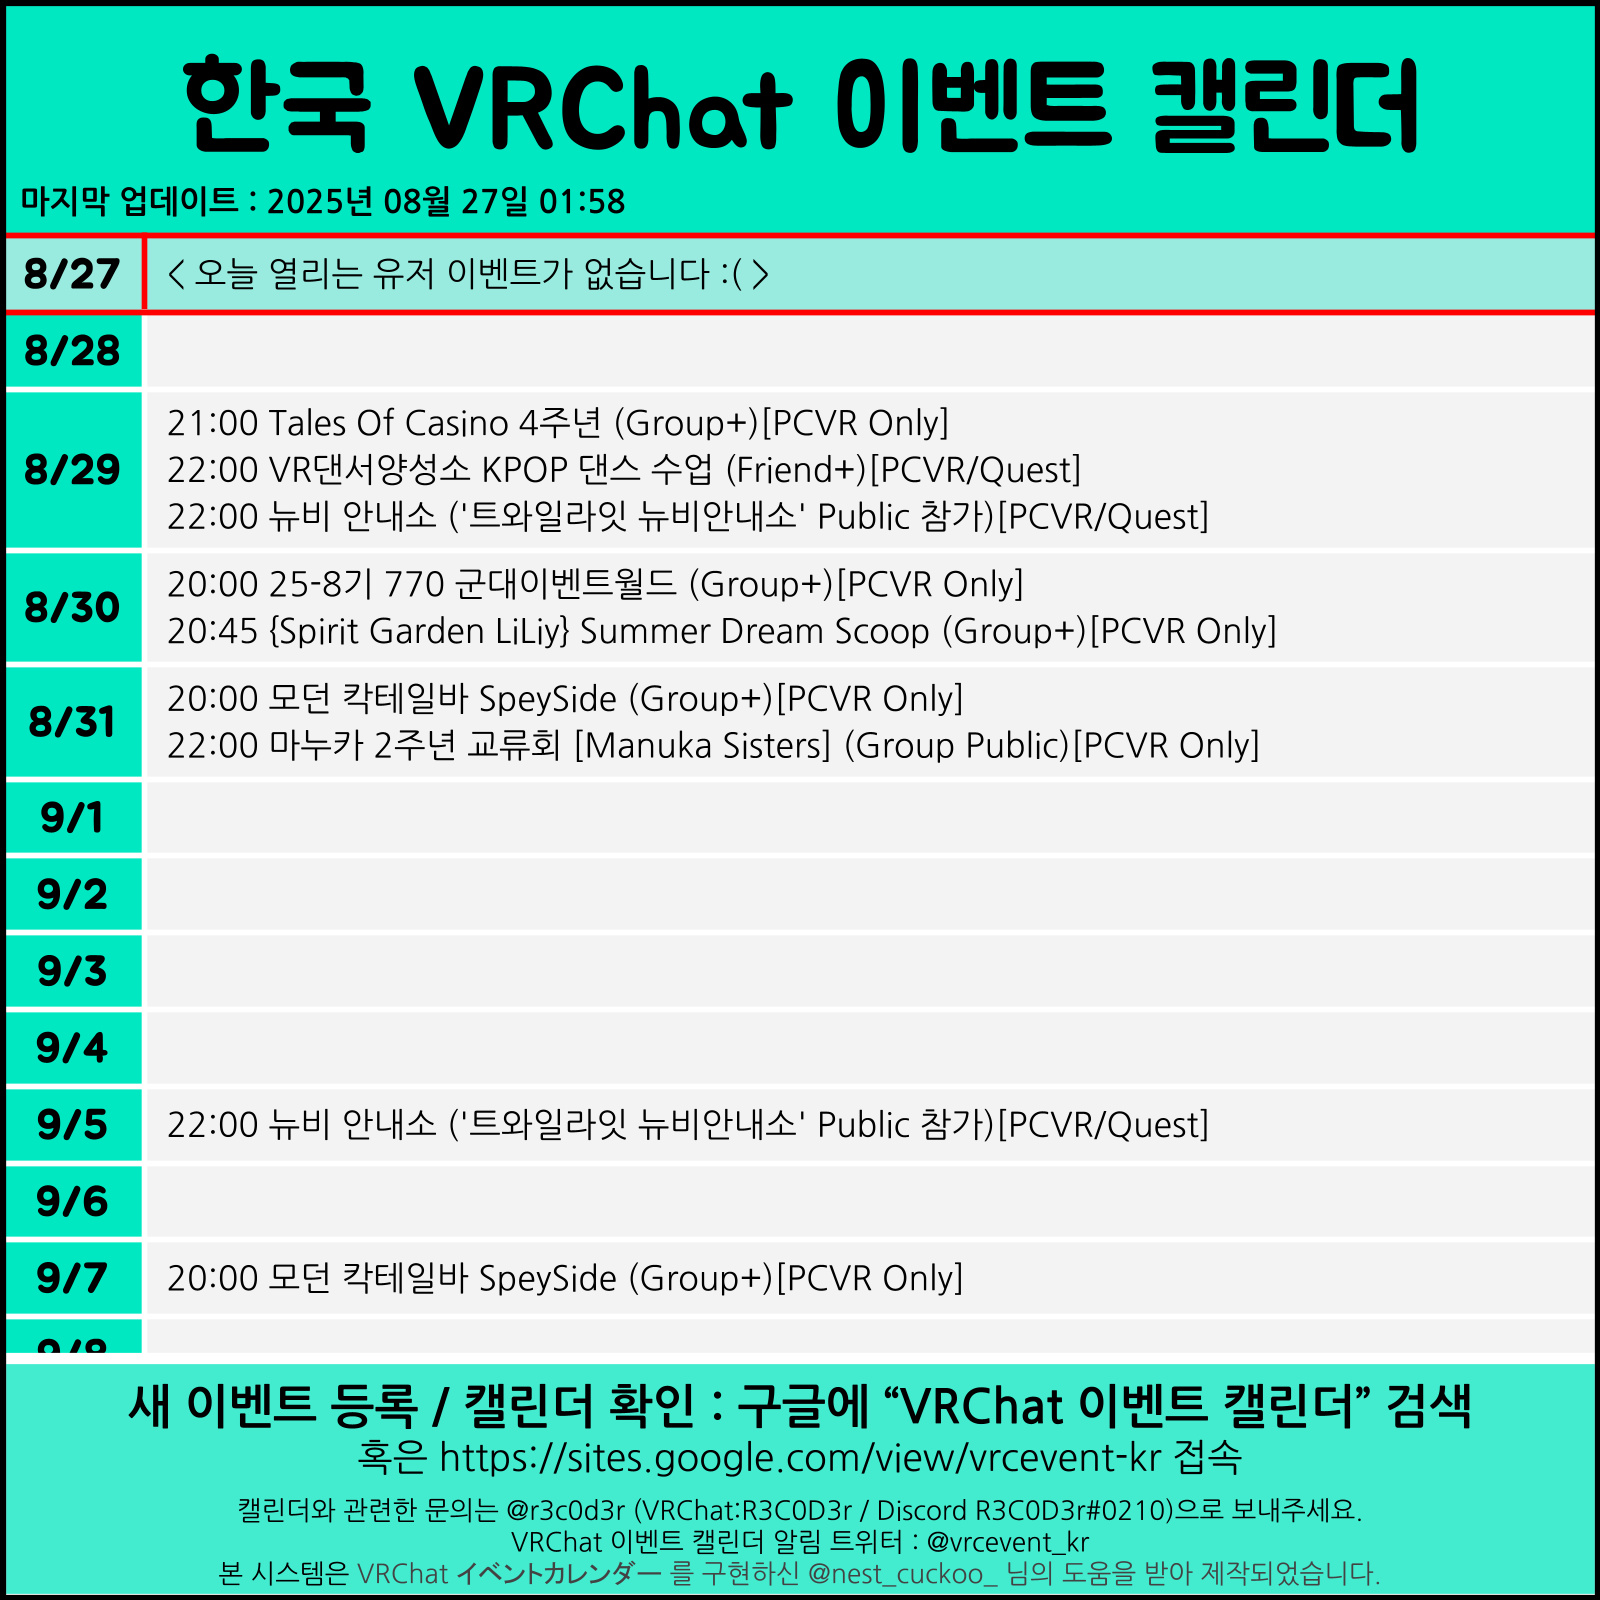 한국 VRChat 이벤트 캘린더
마지막 업데이트 : 2025년 08월 27일 01:58
8/27 < 오늘 열리는 유저 이벤트가 없습니다 :( >
8/28
8/29
21:00 Tales Of Casino 4주년 (Group+)[PCVR Only]
22:00 VR댄서양성소 KPOP 댄스 수업 (Friend+)[PCVR/Quest]
22:00 뉴비 안내소 ('트와일라잇 뉴비안내소' Public 참가)[PCVR/Quest]
8/30
20:00 25-8기 770 군대이벤트월드 (Group+)[PCVR Only]
20:45 {Spirit Garden LiLiy} Summer Dream Scoop (Group+)[PCVR Only]
8/31
20:00 모던 칵테일바 SpeySide (Group+)[PCVR Only]
22:00 마누카 2주년 교류회 [Manuka Sisters] (Group Public)[PCVR Only]
9/1
9/2
9/3
9/4
9/5 22:00 뉴비 안내소 ('트와일라잇 뉴비안내소' Public 참가)[PCVR/Quest]
9/6
9/7 20:00 모던 칵테일바 SpeySide (Group+)[PCVR Only]
9/8
새 이벤트 등록 / 캘린더 확인 : 구글에 “VRChat 이벤트 캘린더” 검색
혹은 https://sites.google.com/view/vrcevent-kr 접속
캘린더와 관련한 문의는 @r3c0d3r (VRChat:R3C0D3r / Discord R3C0D3r#0210)으로 보내주세요.
VRChat 이벤트 캘린더 알림 트위터 : @vrcevent_kr
본 시스템은 VRChat イベントカレンダー 를 구현하신 @nest_cuckoo_ 님의 도움을 받아 제작되었습니다.